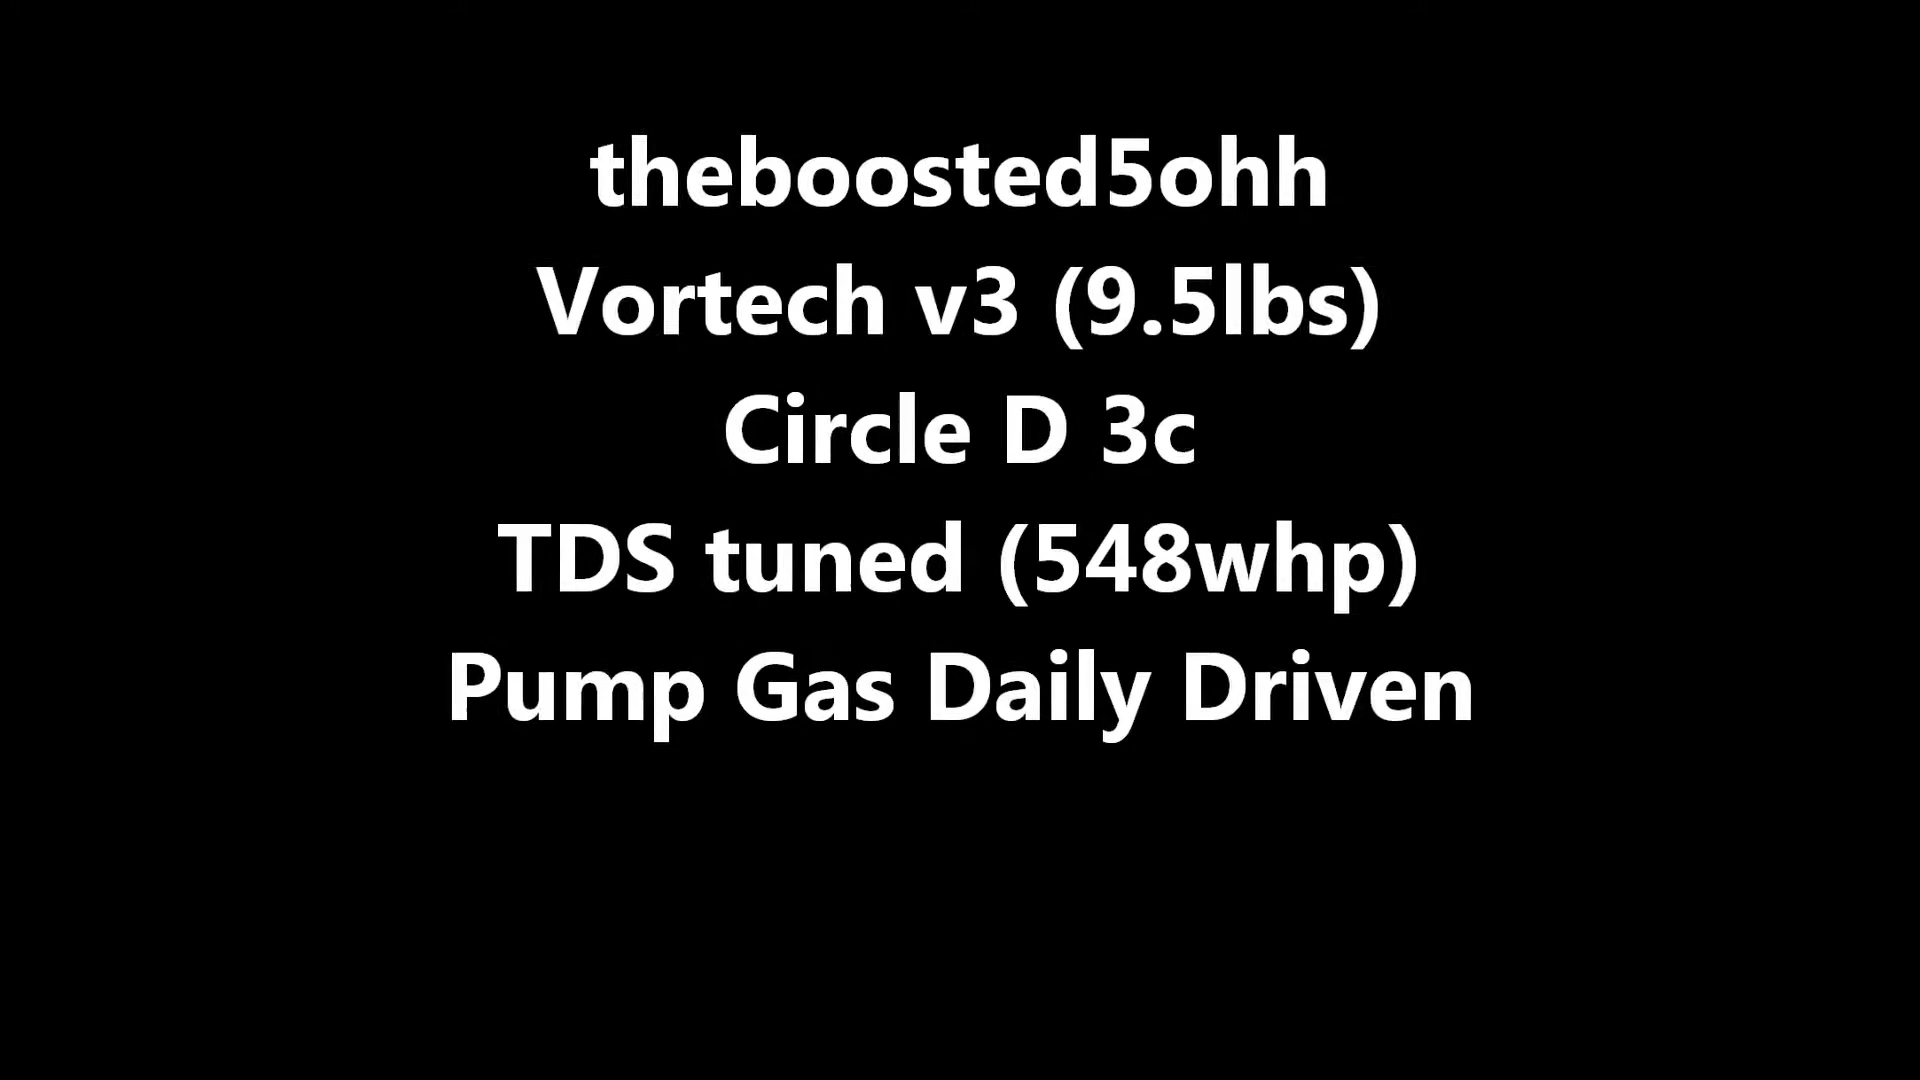 theboosted5ohh
Vortech v3 (9.5lbs)
Circle D 3c
TDS tuned (548whp)
Pump Gas Daily Driven